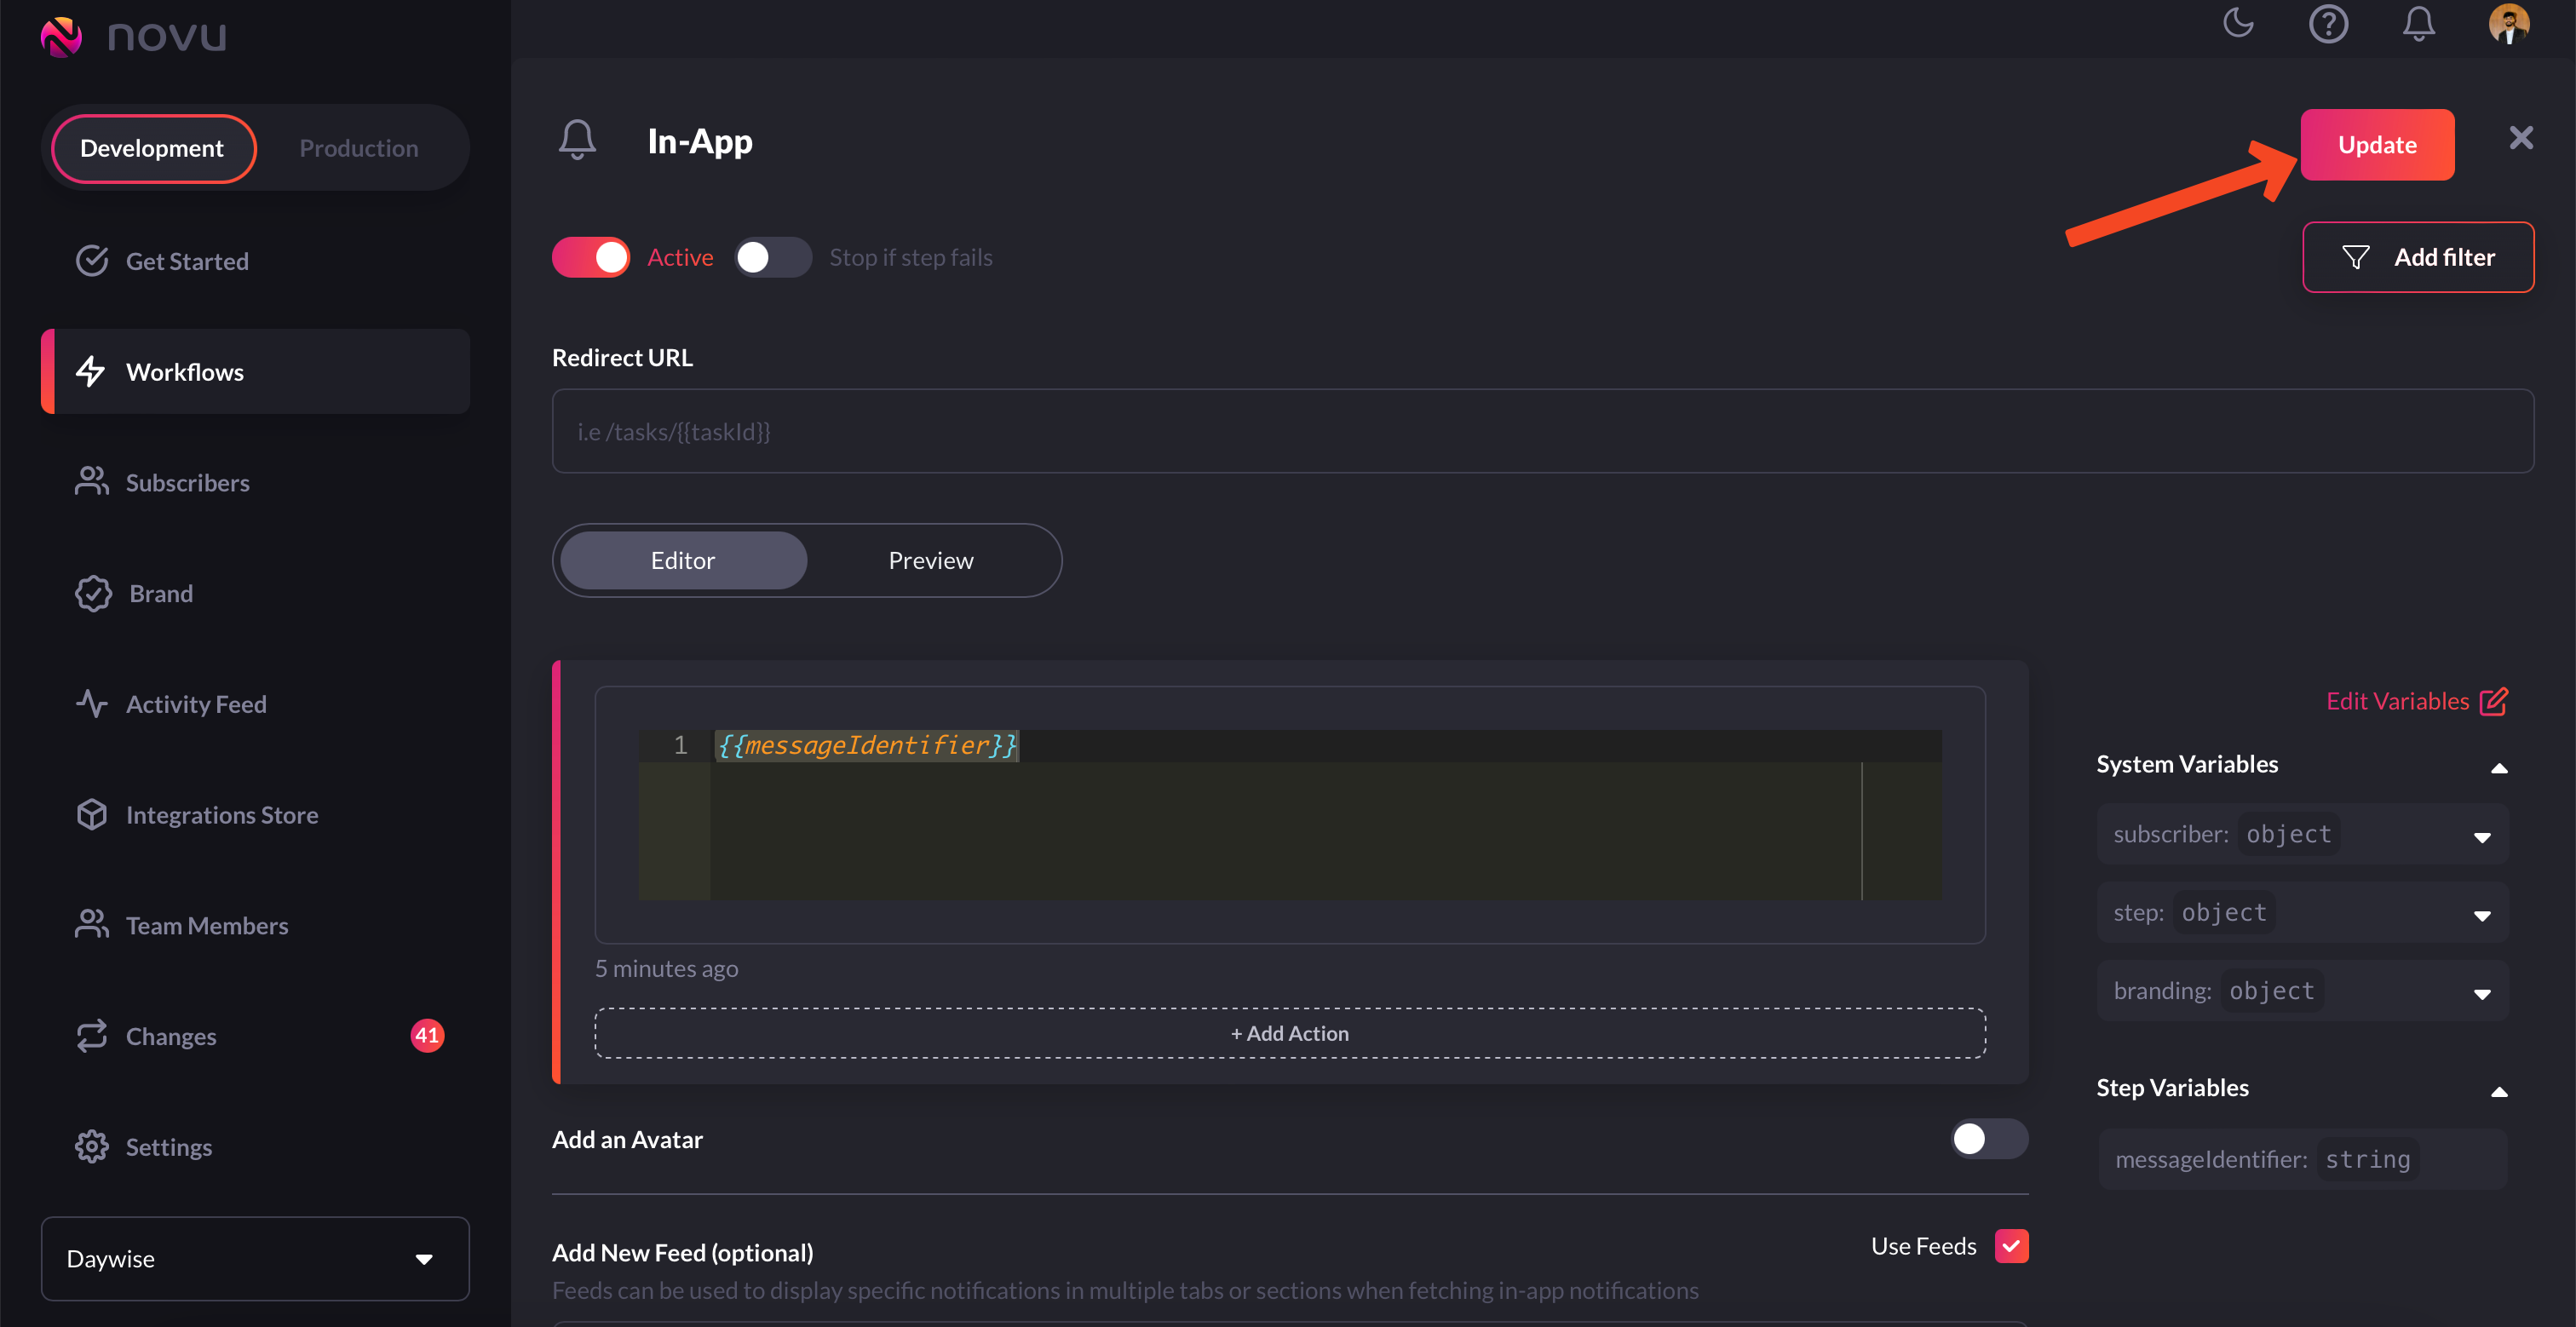 novu
Development
Production
Get Started
Workflows
Subscribers
Brand
Activity Feed
Integrations Store
Team Members
Changes
41
Settings
Daywise
In-App
Update
Active
Stop if step fails
Add filter
Redirect URL
i.e /tasks/{{taskId}}
Editor
Preview
1 {{messageIdentifier}}
5 minutes ago
+ Add Action
Edit Variables
System Variables
subscriber: object
step: object
branding: object
Step Variables
messageIdentifier: string
Add an Avatar
Add New Feed (optional)
Use Feeds
Feeds can be used to display specific notifications in multiple tabs or sections when fetching in-app notifications